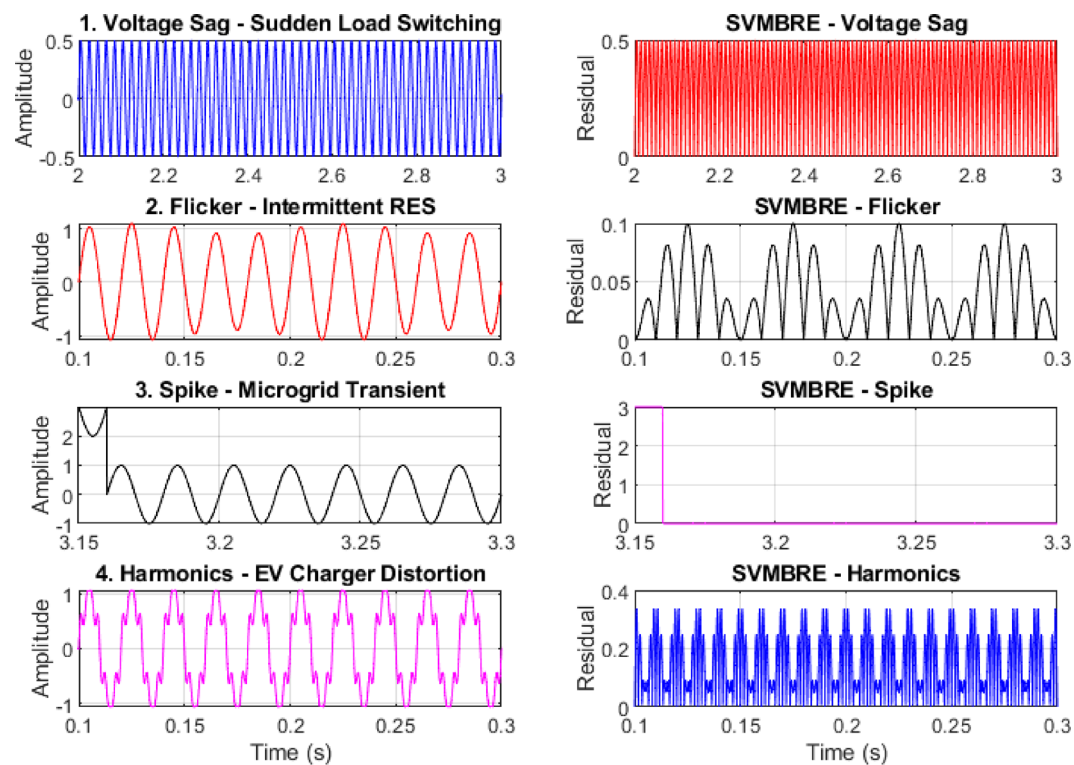 1. Voltage Sag - Sudden Load Switching
Amplitude
0.5
0
-0.5
2 2.2 2.4 2.6 2.8 3
SVMBRE - Voltage Sag
Residual
0.5
0
2 2.2 2.4 2.6 2.8 3
2. Flicker - Intermittent RES
Amplitude
1
0
-1
0.1 0.15 0.2 0.25 0.3
SVMBRE - Flicker
Residual
0.1
0.05
0
0.1 0.15 0.2 0.25 0.3
3. Spike - Microgrid Transient
Amplitude
2
1
0
-1
3.15 3.2 3.25 3.3
SVMBRE - Spike
Residual
3
2
1
0
3.15 3.2 3.25 3.3
4. Harmonics - EV Charger Distortion
Amplitude
1
0
-1
0.1 0.15 0.2 0.25 0.3
Time (s)
SVMBRE - Harmonics
Residual
0.4
0.2
0
0.1 0.15 0.2 0.25 0.3
Time (s)